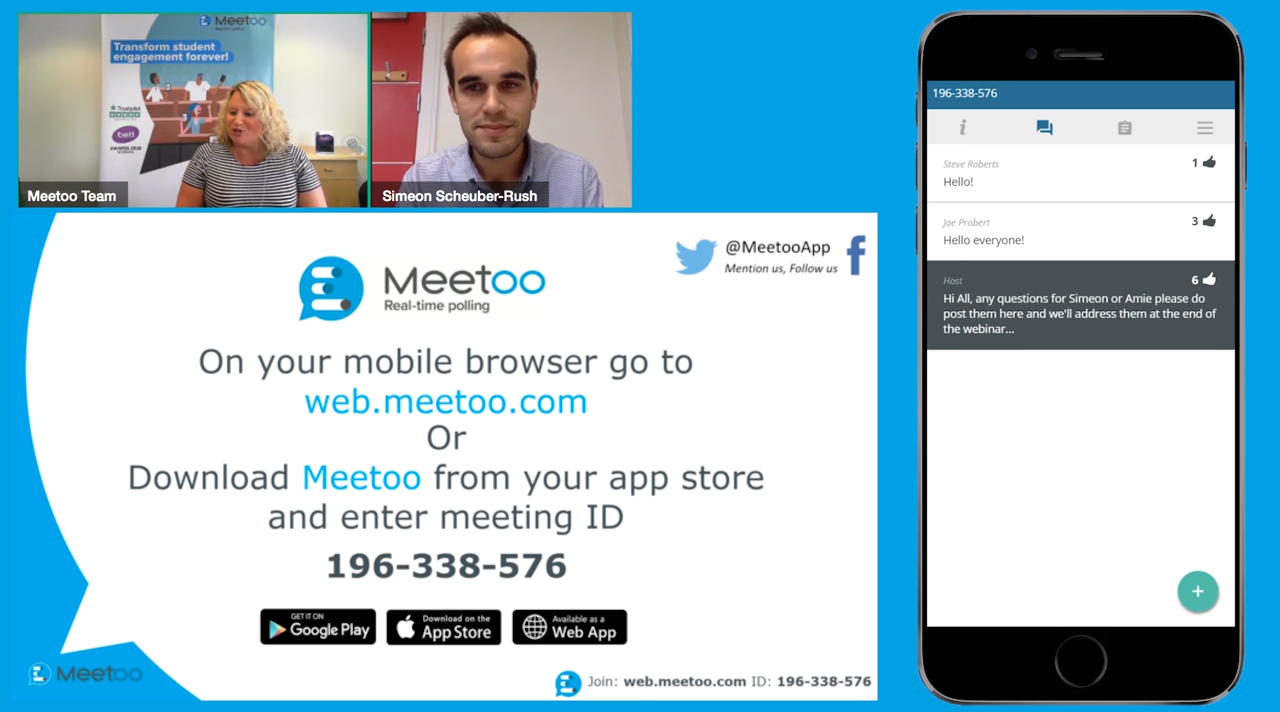 Meetoo
Transform student
engagement forever!
Trustpilot
bett
Meetoo Team
Simeon Scheuber-Rush
@MeetooApp
Mention us, Follow us
Meetoo
Real-time polling
On your mobile browser go to
web.meetoo.com
Or
Download Meetoo from your app store
and enter meeting ID
196-338-576
GET IT ON
Google Play
Download on the
App Store
Available as a
Web App
Meetoo
Join: web.meetoo.com ID: 196-338-576
196-338-576
Steve Roberts
1
Hello!
Joe Probert
3
Hello everyone!
Host
6
Hi All, any questions for Simeon or Amie please do
post them here and we'll address them at the end of
the webinar...